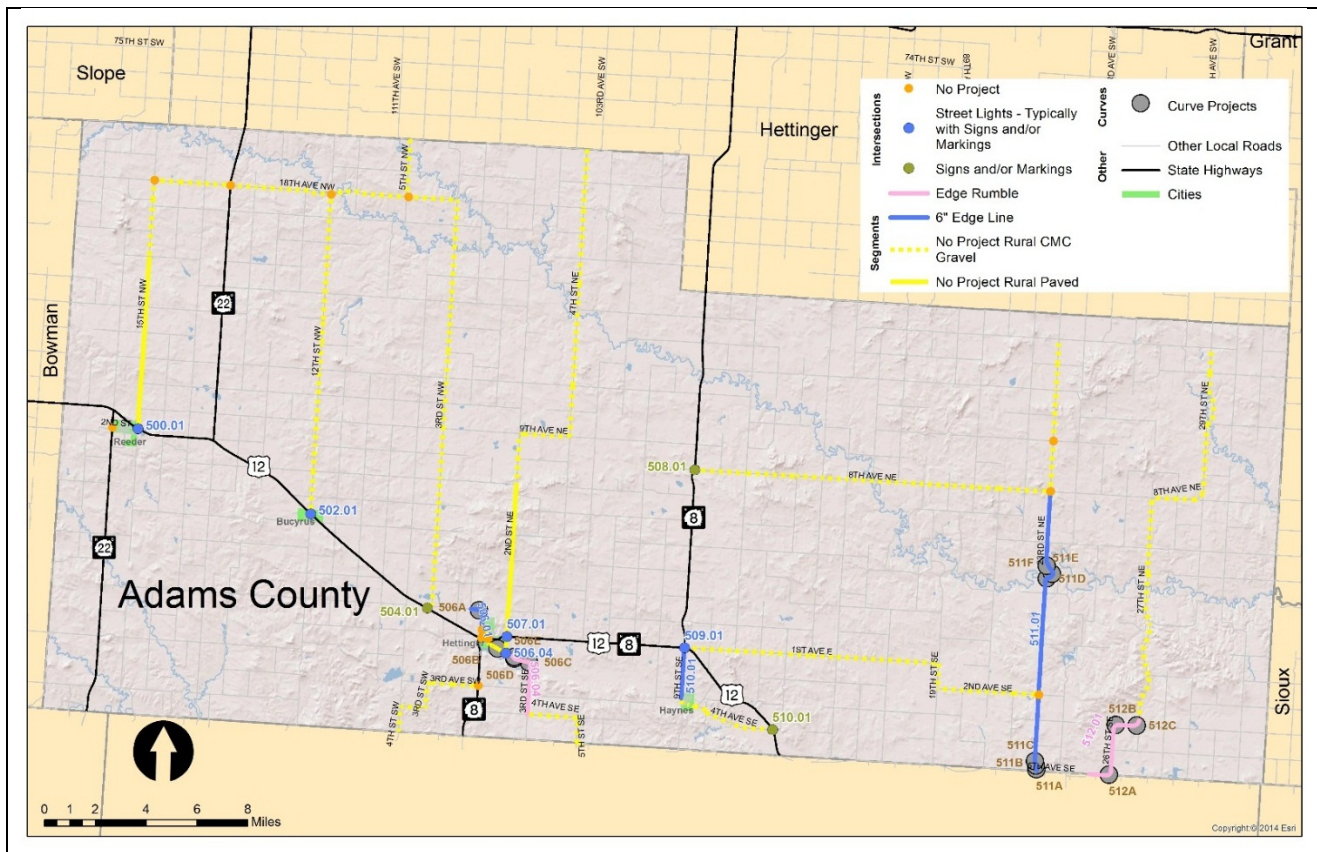 75TH ST SW
Slope
111TH AVE SW
103RD AVE SW
89TH
74TH ST SW
Grant
Hettinger
Bowman
Sioux
Intersections
No Project
Street Lights - Typically
with Signs and/or
Markings
Signs and/or Markings
Segments
Edge Rumble
6" Edge Line
No Project Rural CMC
Gravel
No Project Rural Paved
Curves
Curve Projects
Other
Other Local Roads
State Highways
Cities
18TH AVE NW
5TH ST NW
15TH ST NW
22
12TH ST NW
3RD ST NW
47TH ST NE
9TH AVE NE
2ND ST NE
2ND ST
Reeder
500.01
12
502.01
Bucyrus
22
508.01
8TH AVE NE
8
23RD ST NE
29TH ST NE
8TH AVE NE
27TH ST NE
511F
511E
511D
511.01
Adams County
504.01
506A
507.01
506E
Hettinger
506.04
506B
506C
506D
506.04
12
8
509.01
1ST AVE E
19TH ST SE
2ND AVE SE
3RD AVE SW
3RD ST SW
4TH ST SW
8
3RD ST SE
4TH AVE SE
5TH ST SE
9TH ST SE
510.01
Haynes
4TH AVE SE
12
510.01
511C
511B
511A
512B
512C
512.01
26TH ST SE
512A
0 1 2 4 6 8
Miles
Copyright:© 2014 Esri